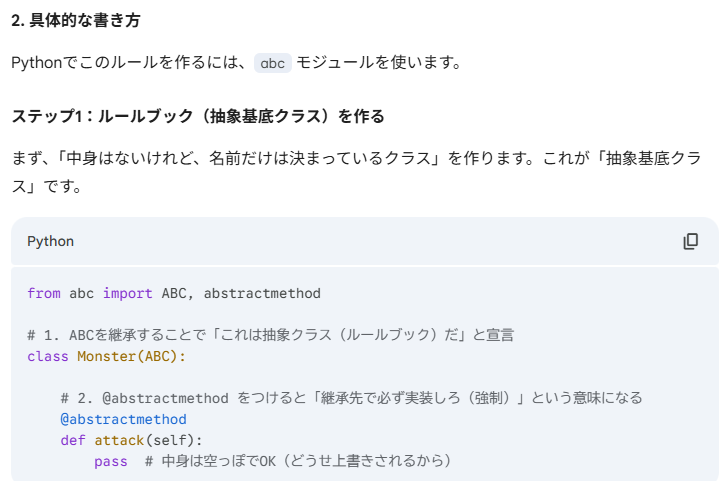 2. 具体的な書き方
Pythonでこのルールを作るには、 abc モジュールを使います。
ステップ1：ルールブック（抽象基底クラス）を作る
まず、「中身はないけれど、名前だけは決まっているクラス」を作ります。これが「抽象基底クラ
ス」です。
Python
from abc import ABC, abstractmethod
# 1. ABCを継承することで「これは抽象クラス（ルールブック）だ」と宣言
class Monster(ABC):
    # 2. @abstractmethod をつけると「継承先で必ず実装しろ（強制）」という意味になる
    @abstractmethod
    def attack(self):
        pass  # 中身は空っぽでOK（どうせ上書きされるから）